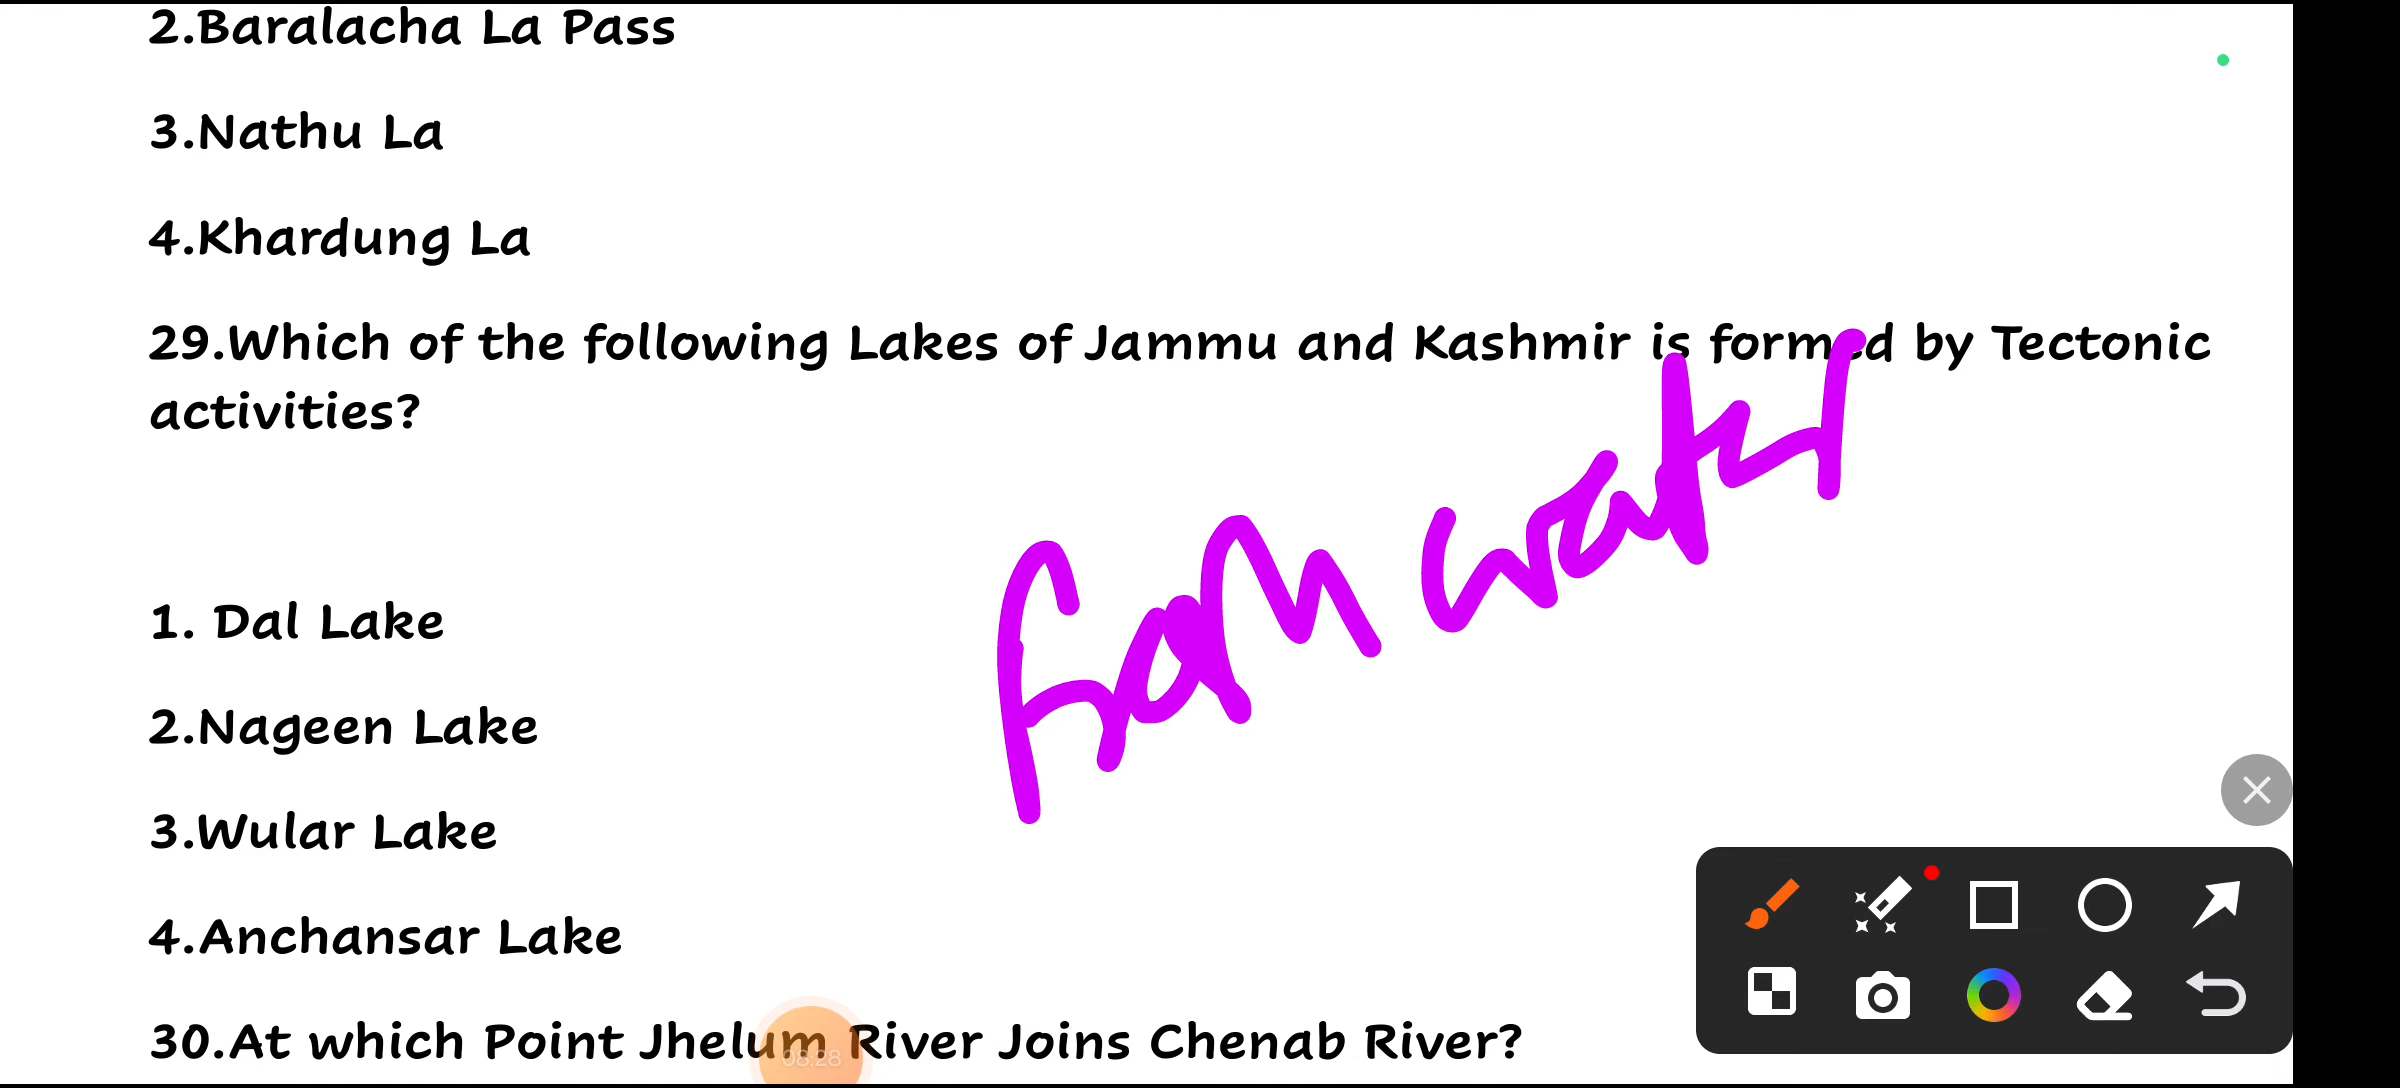 2.Baralacha La Pass
3.Nathu La
4.Khardung La
29.Which of the following Lakes of Jammu and Kashmir is formed by Tectonic
activities?
water
1. Dal Lake
2.Nageen Lake
3.Wular Lake
4.Anchansar Lake
30.At which Point Jhelum River Joins Chenab River?
08:28